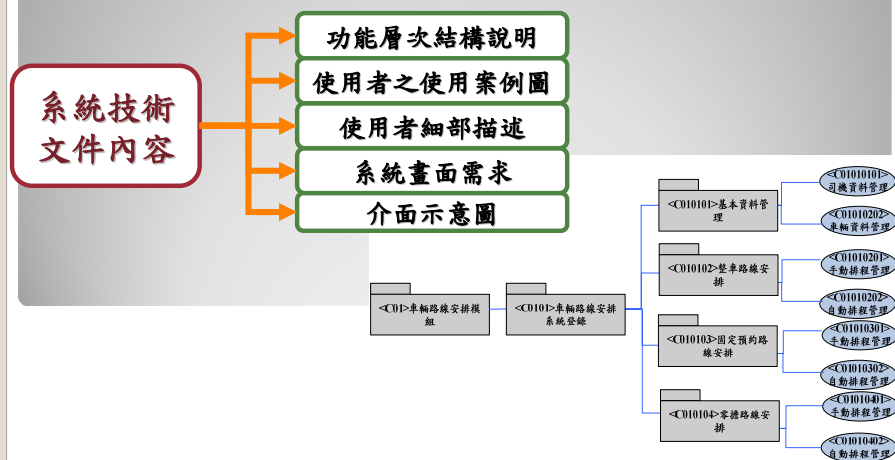 系統技術
文件內容
功能層次結構說明
使用者之使用案例圖
使用者細部描述
系統畫面需求
介面示意圖
<C01>車輛路線安排模
組
<C0101>車輛路線安排
系統登錄
<C010101>基本資料管
理
<C01010101>
司機資料管理
<C01010202>
車輛資料管理
<C010102>整車路線安
排
<C01010201>
手動排程管理
<C01010202>
自動排程管理
<C010103>固定預約路
線安排
<C01010301>
手動排程管理
<C01010302>
自動排程管理
<C010104>零擔路線安
排
<C01010401>
手動排程管理
<C01010402>
自動排程管理